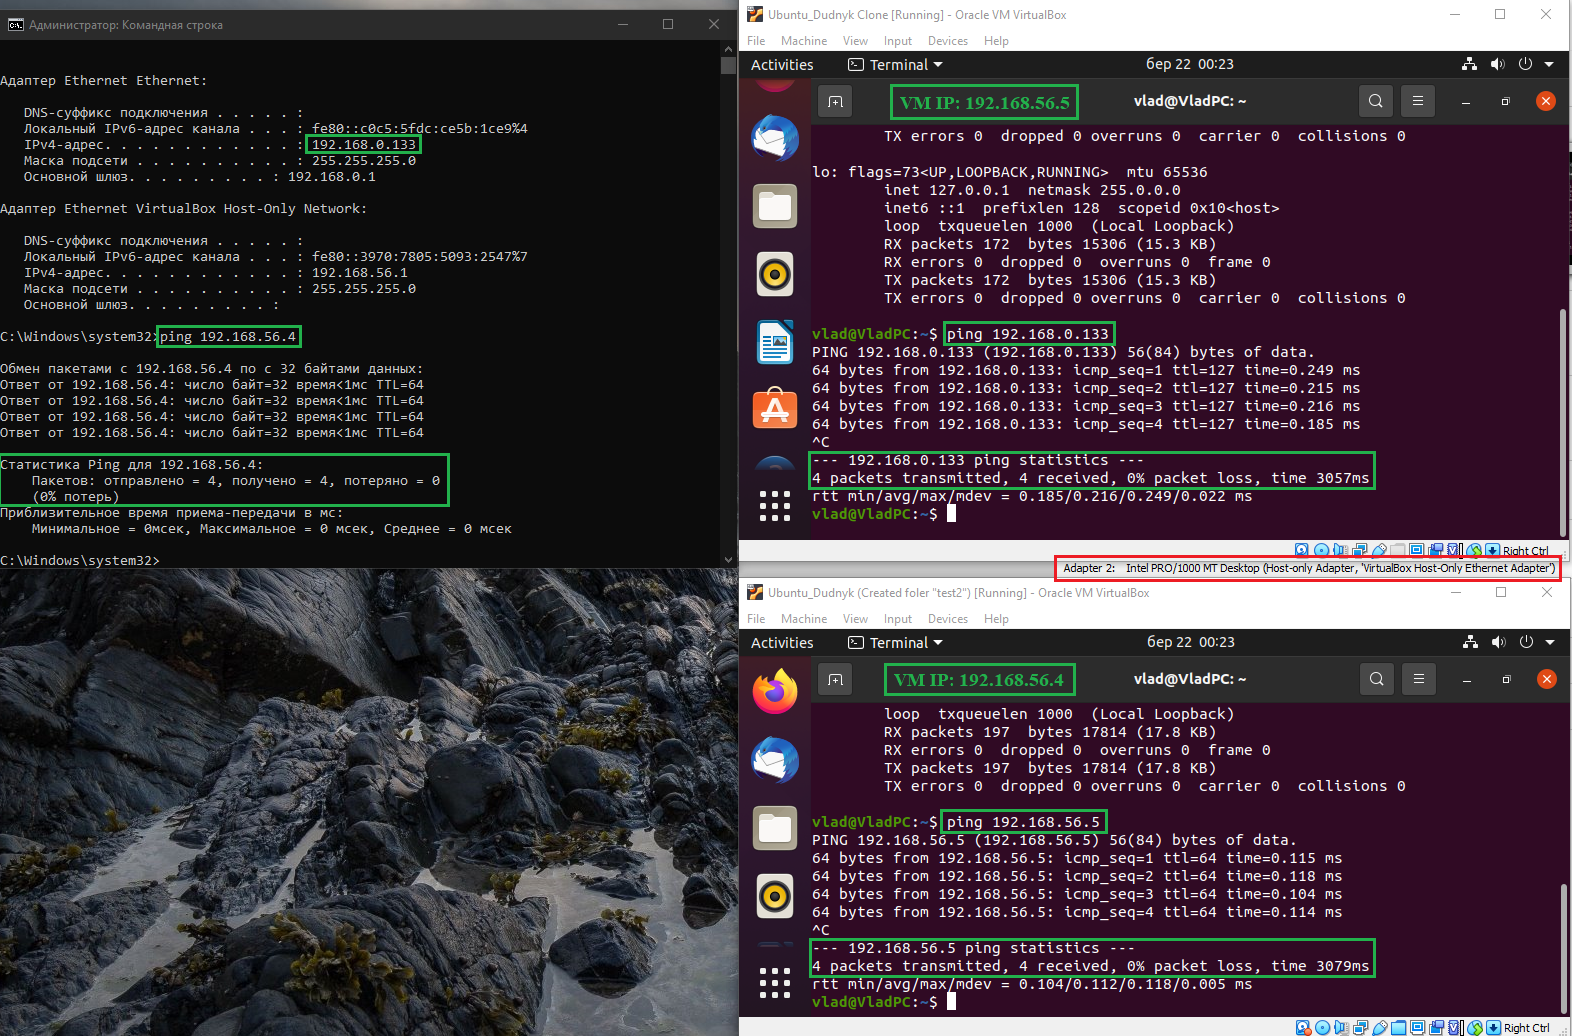 Администратор: Командная строка
Адаптер Ethernet Ethernet:
DNS-суффикс подключения . . . . . :
Локальный IPv6-адрес канала . . . : fe80::c0c5:5fdc:ce5b:1ce9%4
IPv4-адрес. . . . . . . . . . . . : 192.168.0.133
Маска подсети . . . . . . . . . . : 255.255.255.0
Основной шлюз. . . . . . . . . : 192.168.0.1
Адаптер Ethernet VirtualBox Host-Only Network:
DNS-суффикс подключения . . . . . :
Локальный IPv6-адрес канала . . . : fe80::3970:7805:5093:2547%7
IPv4-адрес. . . . . . . . . . . . : 192.168.56.1
Маска подсети . . . . . . . . . . : 255.255.255.0
Основной шлюз. . . . . . . . . :
C:\Windows\system32>ping 192.168.56.4
Обмен пакетами с 192.168.56.4 по с 32 байтами данных:
Ответ от 192.168.56.4: число байт=32 время<1мс TTL=64
Ответ от 192.168.56.4: число байт=32 время<1мс TTL=64
Ответ от 192.168.56.4: число байт=32 время<1мс TTL=64
Ответ от 192.168.56.4: число байт=32 время<1мс TTL=64
Статистика Ping для 192.168.56.4:
Пакетов: отправлено = 4, получено = 4, потеряно = 0
(0% потерь)
Приблизительное время приема-передачи в мс:
Минимальное = 0мсек, Максимальное = 0 мсек, Среднее = 0 мсек
C:\Windows\system32>
Ubuntu_Dudnyk Clone [Running] - Oracle VM VirtualBox
File Machine View Input Devices Help
Activities Terminal бер 22 00:23
VM IP: 192.168.56.5 vlad@VladPC: ~
TX errors 0 dropped 0 overruns 0 carrier 0 collisions 0
lo: flags=73<UP,LOOPBACK,RUNNING> mtu 65536
inet 127.0.0.1 netmask 255.0.0.0
inet6 ::1 prefixlen 128 scopeid 0x10<host>
loop txqueuelen 1000 (Local Loopback)
RX packets 172 bytes 15306 (15.3 KB)
RX errors 0 dropped 0 overruns 0 frame 0
TX packets 172 bytes 15306 (15.3 KB)
TX errors 0 dropped 0 overruns 0 carrier 0 collisions 0
vlad@VladPC:~$ ping 192.168.0.133
PING 192.168.0.133 (192.168.0.133) 56(84) bytes of data.
64 bytes from 192.168.0.133: icmp_seq=1 ttl=127 time=0.249 ms
64 bytes from 192.168.0.133: icmp_seq=2 ttl=127 time=0.215 ms
64 bytes from 192.168.0.133: icmp_seq=3 ttl=127 time=0.216 ms
64 bytes from 192.168.0.133: icmp_seq=4 ttl=127 time=0.185 ms
^C
--- 192.168.0.133 ping statistics ---
4 packets transmitted, 4 received, 0% packet loss, time 3057ms
rtt min/avg/max/mdev = 0.185/0.216/0.249/0.022 ms
vlad@VladPC:~$
Right Ctrl
Adapter 2: Intel PRO/1000 MT Desktop (Host-only Adapter, 'VirtualBox Host-Only Ethernet Adapter')
Ubuntu_Dudnyk (Created foler "test2") [Running] - Oracle VM VirtualBox
File Machine View Input Devices Help
Activities Terminal бер 22 00:23
VM IP: 192.168.56.4 vlad@VladPC: ~
loop txqueuelen 1000 (Local Loopback)
RX packets 197 bytes 17814 (17.8 KB)
RX errors 0 dropped 0 overruns 0 frame 0
TX packets 197 bytes 17814 (17.8 KB)
TX errors 0 dropped 0 overruns 0 carrier 0 collisions 0
vlad@VladPC:~$ ping 192.168.56.5
PING 192.168.56.5 (192.168.56.5) 56(84) bytes of data.
64 bytes from 192.168.56.5: icmp_seq=1 ttl=64 time=0.115 ms
64 bytes from 192.168.56.5: icmp_seq=2 ttl=64 time=0.118 ms
64 bytes from 192.168.56.5: icmp_seq=3 ttl=64 time=0.104 ms
64 bytes from 192.168.56.5: icmp_seq=4 ttl=64 time=0.114 ms
^C
--- 192.168.56.5 ping statistics ---
4 packets transmitted, 4 received, 0% packet loss, time 3079ms
rtt min/avg/max/mdev = 0.104/0.112/0.118/0.005 ms
vlad@VladPC:~$
Right Ctrl